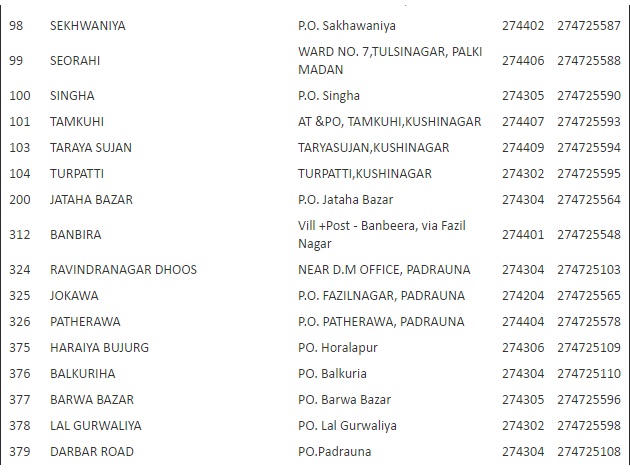 98 SEKHWANIYA P.O. Sakhawaniya 274402 274725587
99 SEORAHI WARD NO. 7,TULSINAGAR, PALKI MADAN 274406 274725588
100 SINGHA P.O. Singha 274305 274725590
101 TAMKUHI AT &PO, TAMKUHI,KUSHINAGAR 274407 274725593
103 TARAYA SUJAN TARYASUJAN,KUSHINAGAR 274409 274725594
104 TURPATTI TURPATTI,KUSHINAGAR 274302 274725595
200 JATAHA BAZAR P.O. Jataha Bazar 274304 274725564
312 BANBIRA Vill +Post - Banbeera, via Fazil Nagar 274401 274725548
324 RAVINDRANAGAR DHOOS NEAR D.M OFFICE, PADRAUNA 274304 274725103
325 JOKAWA P.O. FAZILNAGAR, PADRAUNA 274204 274725565
326 PATHERAWA P.O. PATHERAWA, PADRAUNA 274404 274725578
375 HARAIYA BUJURG PO. Horalapur 274306 274725109
376 BALKURIHA PO. Balkuria 274304 274725110
377 BARWA BAZAR PO. Barwa Bazar 274305 274725596
378 LAL GURWALIYA PO. Lal Gurwaliya 274302 274725598
379 DARBAR ROAD PO.Padrauna 274304 274725108